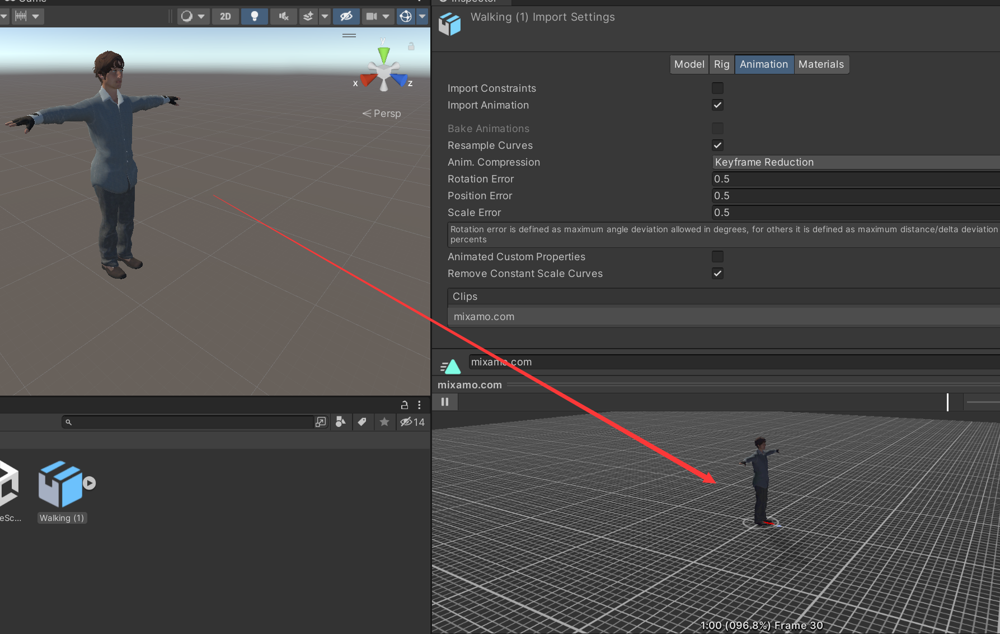 Game
2D
y
x
z
Persp
14
eSc...
Walking (1)
Inspector
Walking (1) Import Settings
Model
Rig
Animation
Materials
Import Constraints
Import Animation
Bake Animations
Resample Curves
Anim. Compression
Keyframe Reduction
Rotation Error
0.5
Position Error
0.5
Scale Error
0.5
Rotation error is defined as maximum angle deviation allowed in degrees, for others it is defined as maximum distance/delta deviation
percents
Animated Custom Properties
Remove Constant Scale Curves
Clips
mixamo.com
mixamo.com
mixamo.com
1:00 (096.8%) Frame 30